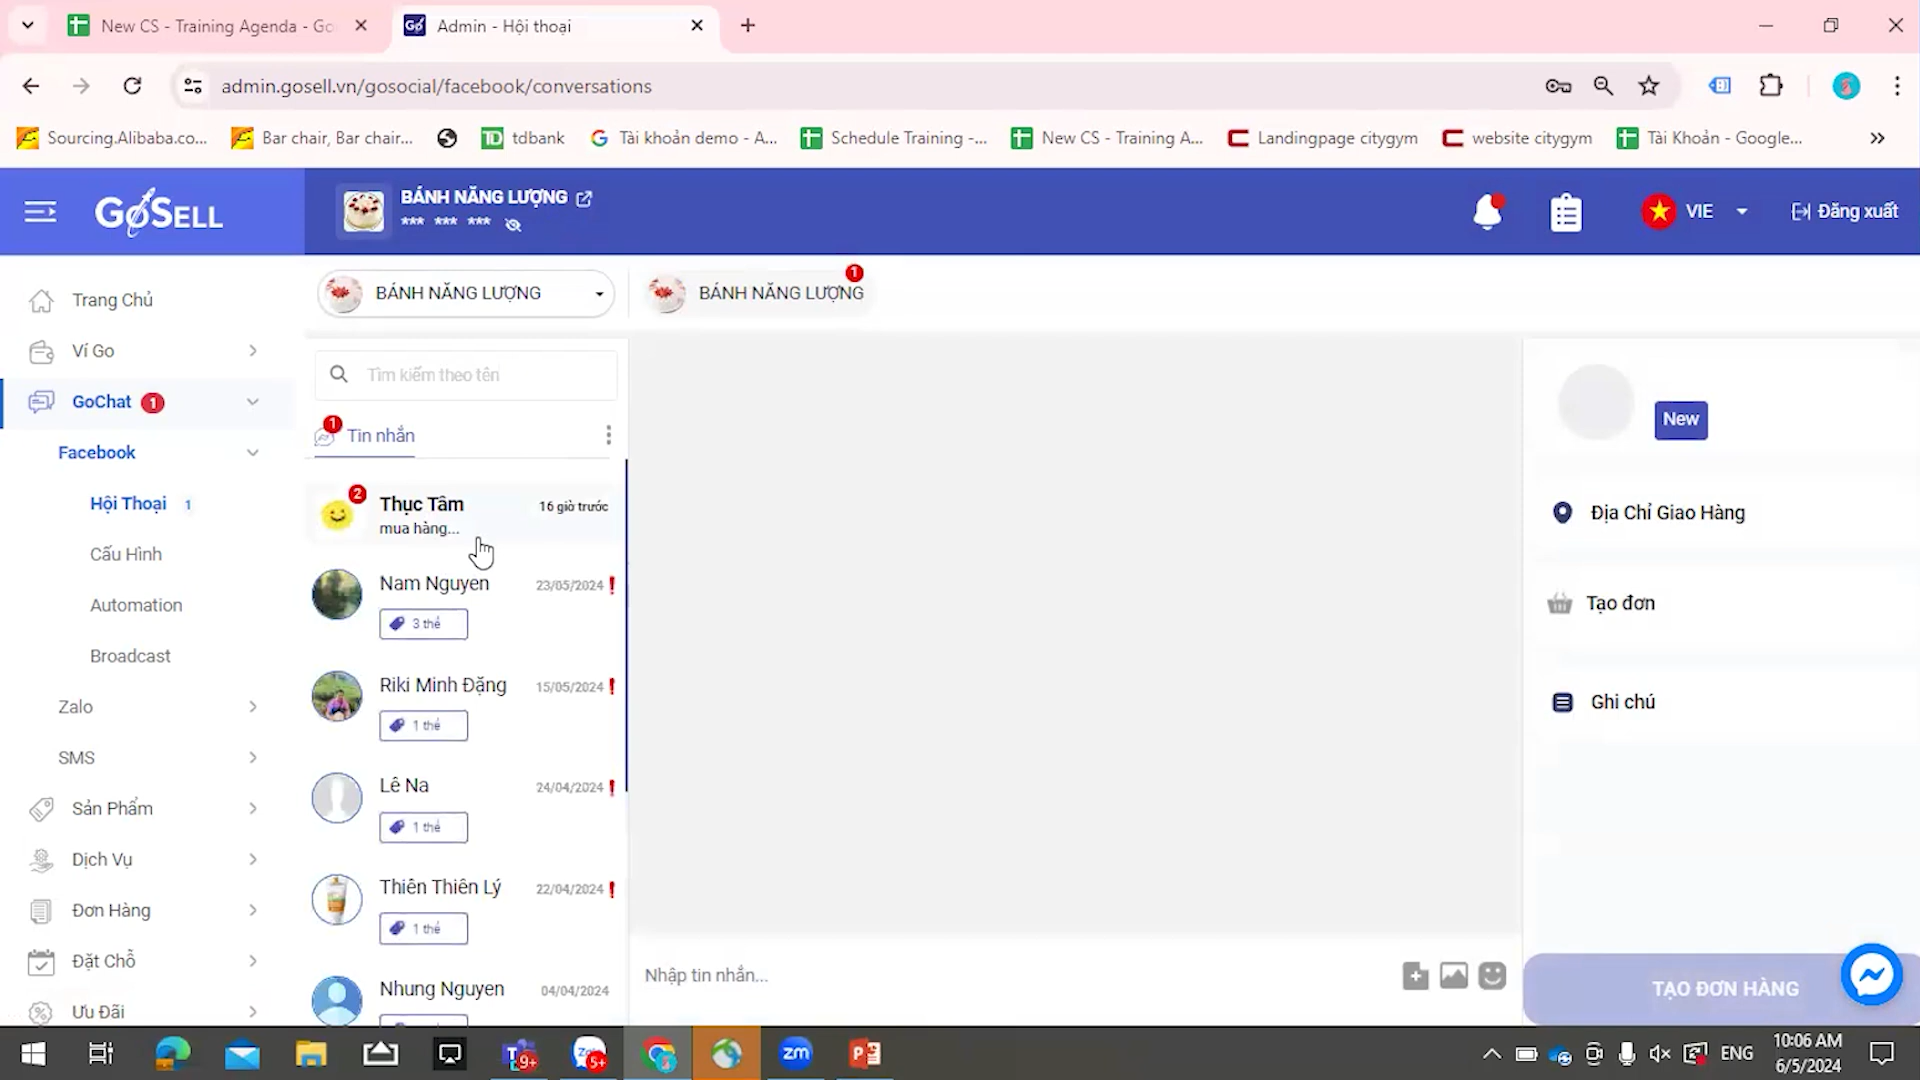 New CS - Training Agenda - Go
Admin - Hội thoại
admin.gosell.vn/gosocial/facebook/conversations
Sourcing.Alibaba.co...
Bar chair, Bar chair...
tdbank
Tài khoản demo - A...
Schedule Training -...
New CS - Training A...
Landingpage citygym
website citygym
Tài Khoản - Google...
GOSELL
BÁNH NĂNG LƯỢNG
*** *** ***
VIE
Đăng xuất
Trang Chủ
Ví Go
GoChat 1
Facebook
Hội Thoại 1
Cấu Hình
Automation
Broadcast
Zalo
SMS
Sản Phẩm
Dịch Vụ
Đơn Hàng
Đặt Chỗ
Ưu Đãi
BÁNH NĂNG LƯỢNG
BÁNH NĂNG LƯỢNG
1
Tìm kiếm theo tên
1
Tin nhắn
2
Thục Tâm
16 giờ trước
mua hàng...
Nam Nguyen
23/05/2024
3 thẻ
Riki Minh Đặng
15/05/2024
1 thẻ
Lê Na
24/04/2024
1 thẻ
Thiên Thiên Lý
22/04/2024
1 thẻ
Nhung Nguyen
04/04/2024
Nhập tin nhắn...
New
Địa Chỉ Giao Hàng
Tạo đơn
Ghi chú
TẠO ĐƠN HÀNG
9+
5+
zm
ENG
10:06 AM
6/5/2024